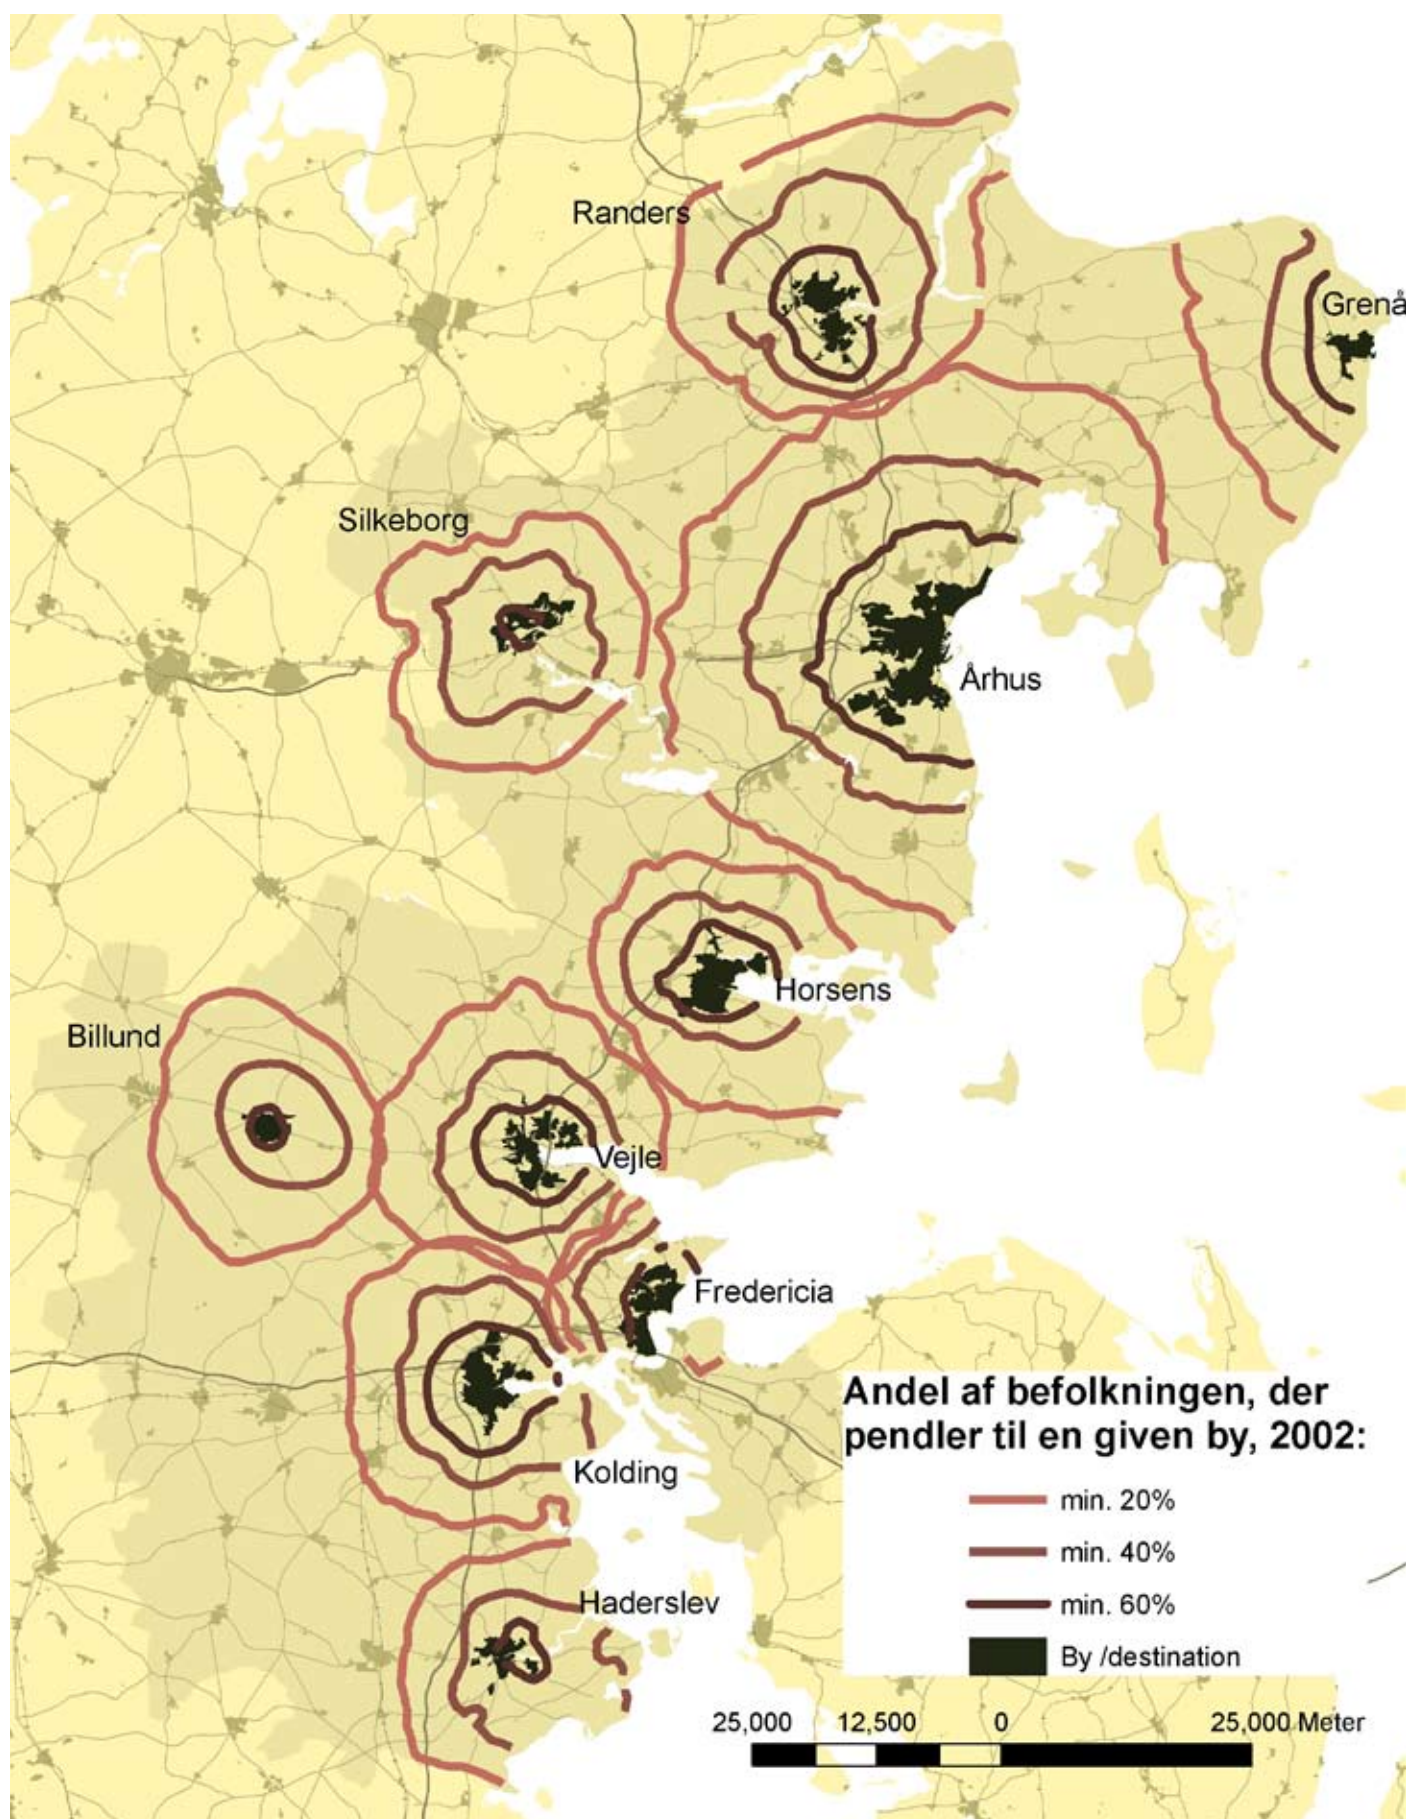 Randers
Grenå
Silkeborg
Århus
Horsens
Billund
Vejle
Fredericia
Andel af befolkningen, der
pendler til en given by, 2002:
Kolding
min. 20%
min. 40%
Haderslev
min. 60%
By /destination
25,000 12,500 0 25,000 Meter